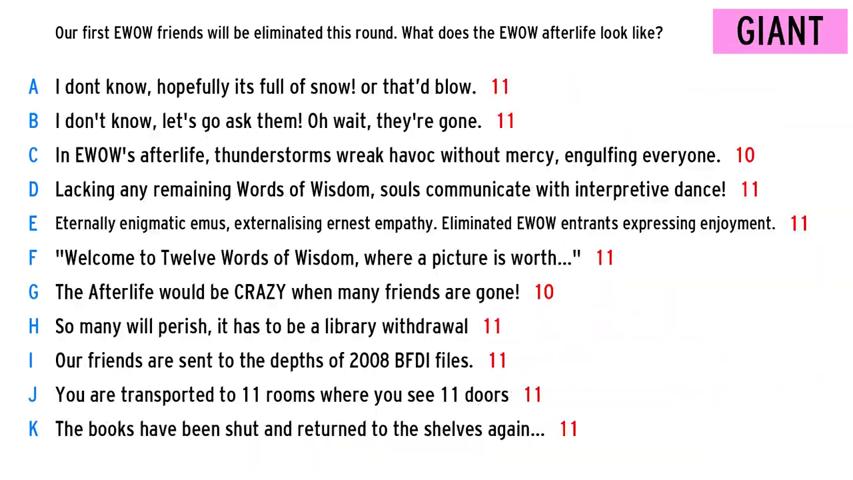 Our first EWOW friends will be eliminated this round. What does the EWOW afterlife look like?
GIANT
A I dont know, hopefully its full of snow! or that'd blow. 11
B I don't know, let's go ask them! Oh wait, they're gone. 11
C In EWOW's afterlife, thunderstorms wreak havoc without mercy, engulfing everyone. 10
D Lacking any remaining Words of Wisdom, souls communicate with interpretive dance! 11
E Eternally enigmatic emus, externalising ernest empathy. Eliminated EWOW entrants expressing enjoyment. 11
F "Welcome to Twelve Words of Wisdom, where a picture is worth..." 11
G The Afterlife would be CRAZY when many friends are gone! 10
H So many will perish, it has to be a library withdrawal 11
I Our friends are sent to the depths of 2008 BFDI files. 11
J You are transported to 11 rooms where you see 11 doors 11
K The books have been shut and returned to the shelves again... 11